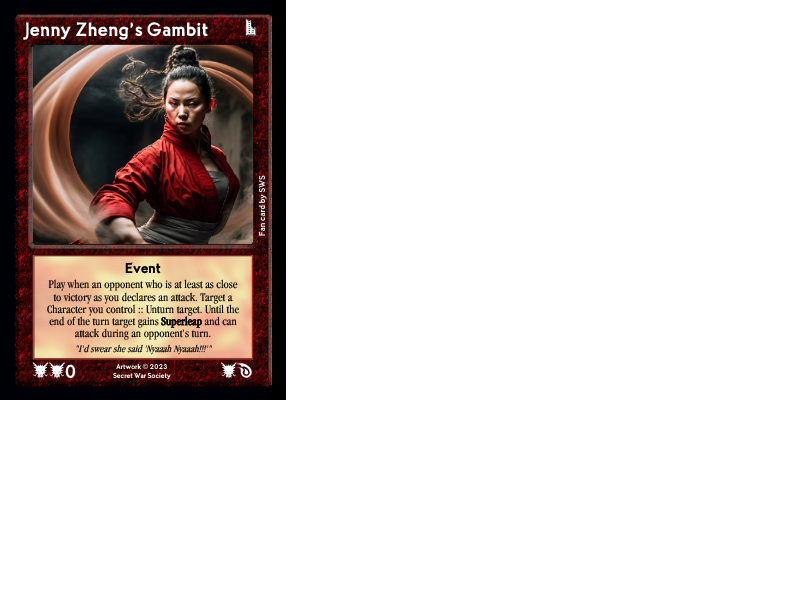 Jenny Zheng's Gambit
Fan card by SWS
Event
Play when an opponent who is at least as close
to victory as you declares an attack. Target a
Character you control :: Unturn target. Until the
end of the turn target gains Superleap and can
attack during an opponent's turn.
"I'd swear she said 'Nyaaah Nyaaah!!!'"
0
Artwork © 2023
Secret War Society